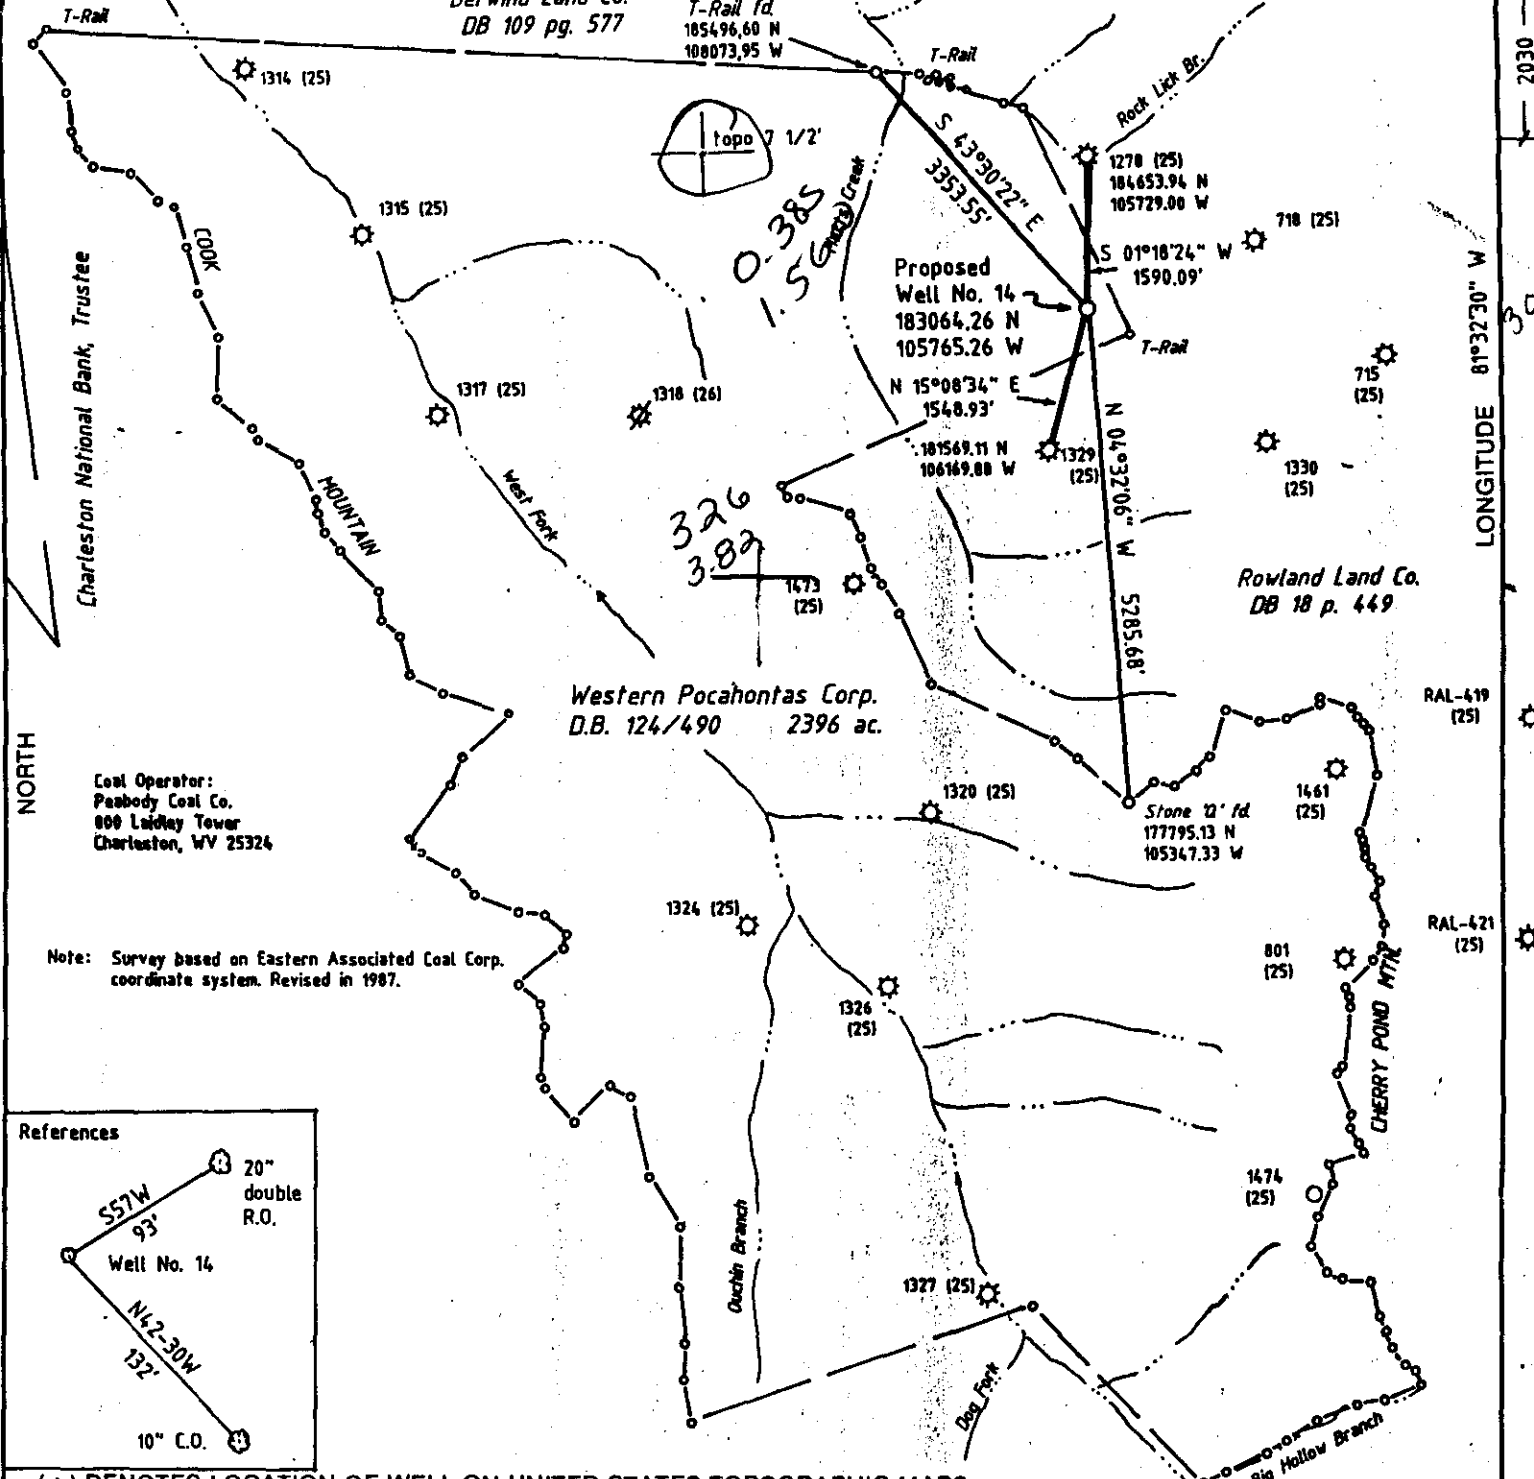 T-Rail
DB 109 pg. 577
T-Rail fd.
185496.60 N
108073.95 W
T-Rail
2030
1314 (25)
topo 7 1/2'
Rock Lick Br.
S 43°30'22" E
3353.55'
1278 (25)
184653.94 N
105729.00 W
1315 (25)
718 (25)
COOK
Creek
0.385
1.56
S 01°18'24" W
1590.09'
Proposed
Well No. 14
183064.26 N
105765.26 W
T-Rail
LONGITUDE 81°32'30" W
Charleston National Bank, Trustee
1317 (25)
1318 (26)
715
(25)
N 15°08'34" E
1548.93'
181569.11 N
106169.88 W
1329
(25)
1330
(25)
N 04°32'06" W 5285.68'
MOUNTAIN
West Fork
3.26
3.82
1473
(25)
Rowland Land Co.
DB 18 p. 449
Western Pocahontas Corp.
D.B. 124/490 2396 ac.
RAL-419
(25)
NORTH
Coal Operator:
Peabody Coal Co.
800 Laidley Tower
Charleston, WV 25324
1320 (25)
1461
(25)
177795.13 N
105347.33 W
1324 (25)
RAL-421
(25)
801
(25)
Note: Survey based on Eastern Associated Coal Corp.
coordinate system. Revised in 1987.
1326
(25)
CHERRY POND MTN.
References
20"
double
R.O.
S57W
93'
Well No. 14
N42-30W
132'
10" C.O.
1474
(25)
Ouchin Branch
1327 (25)
Dog Fork
Big Hollow Branch
DENOTES LOCATION OF WELL ON UNITED STATES TOPOGRAPHIC MAPS